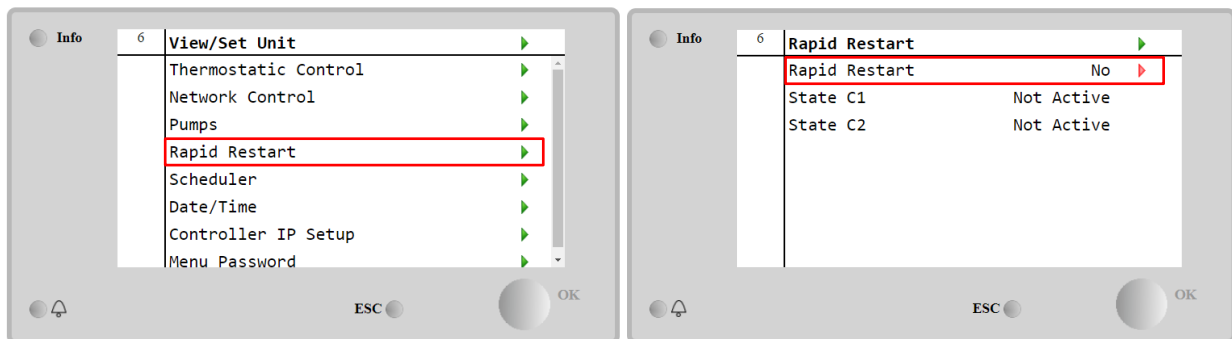 Info
6 View/Set Unit
Thermostatic Control
Network Control
Pumps
Rapid Restart
Scheduler
Date/Time
Controller IP Setup
Menu Password
ESC
OK
Info
6 Rapid Restart
Rapid Restart No
State C1 Not Active
State C2 Not Active
ESC
OK